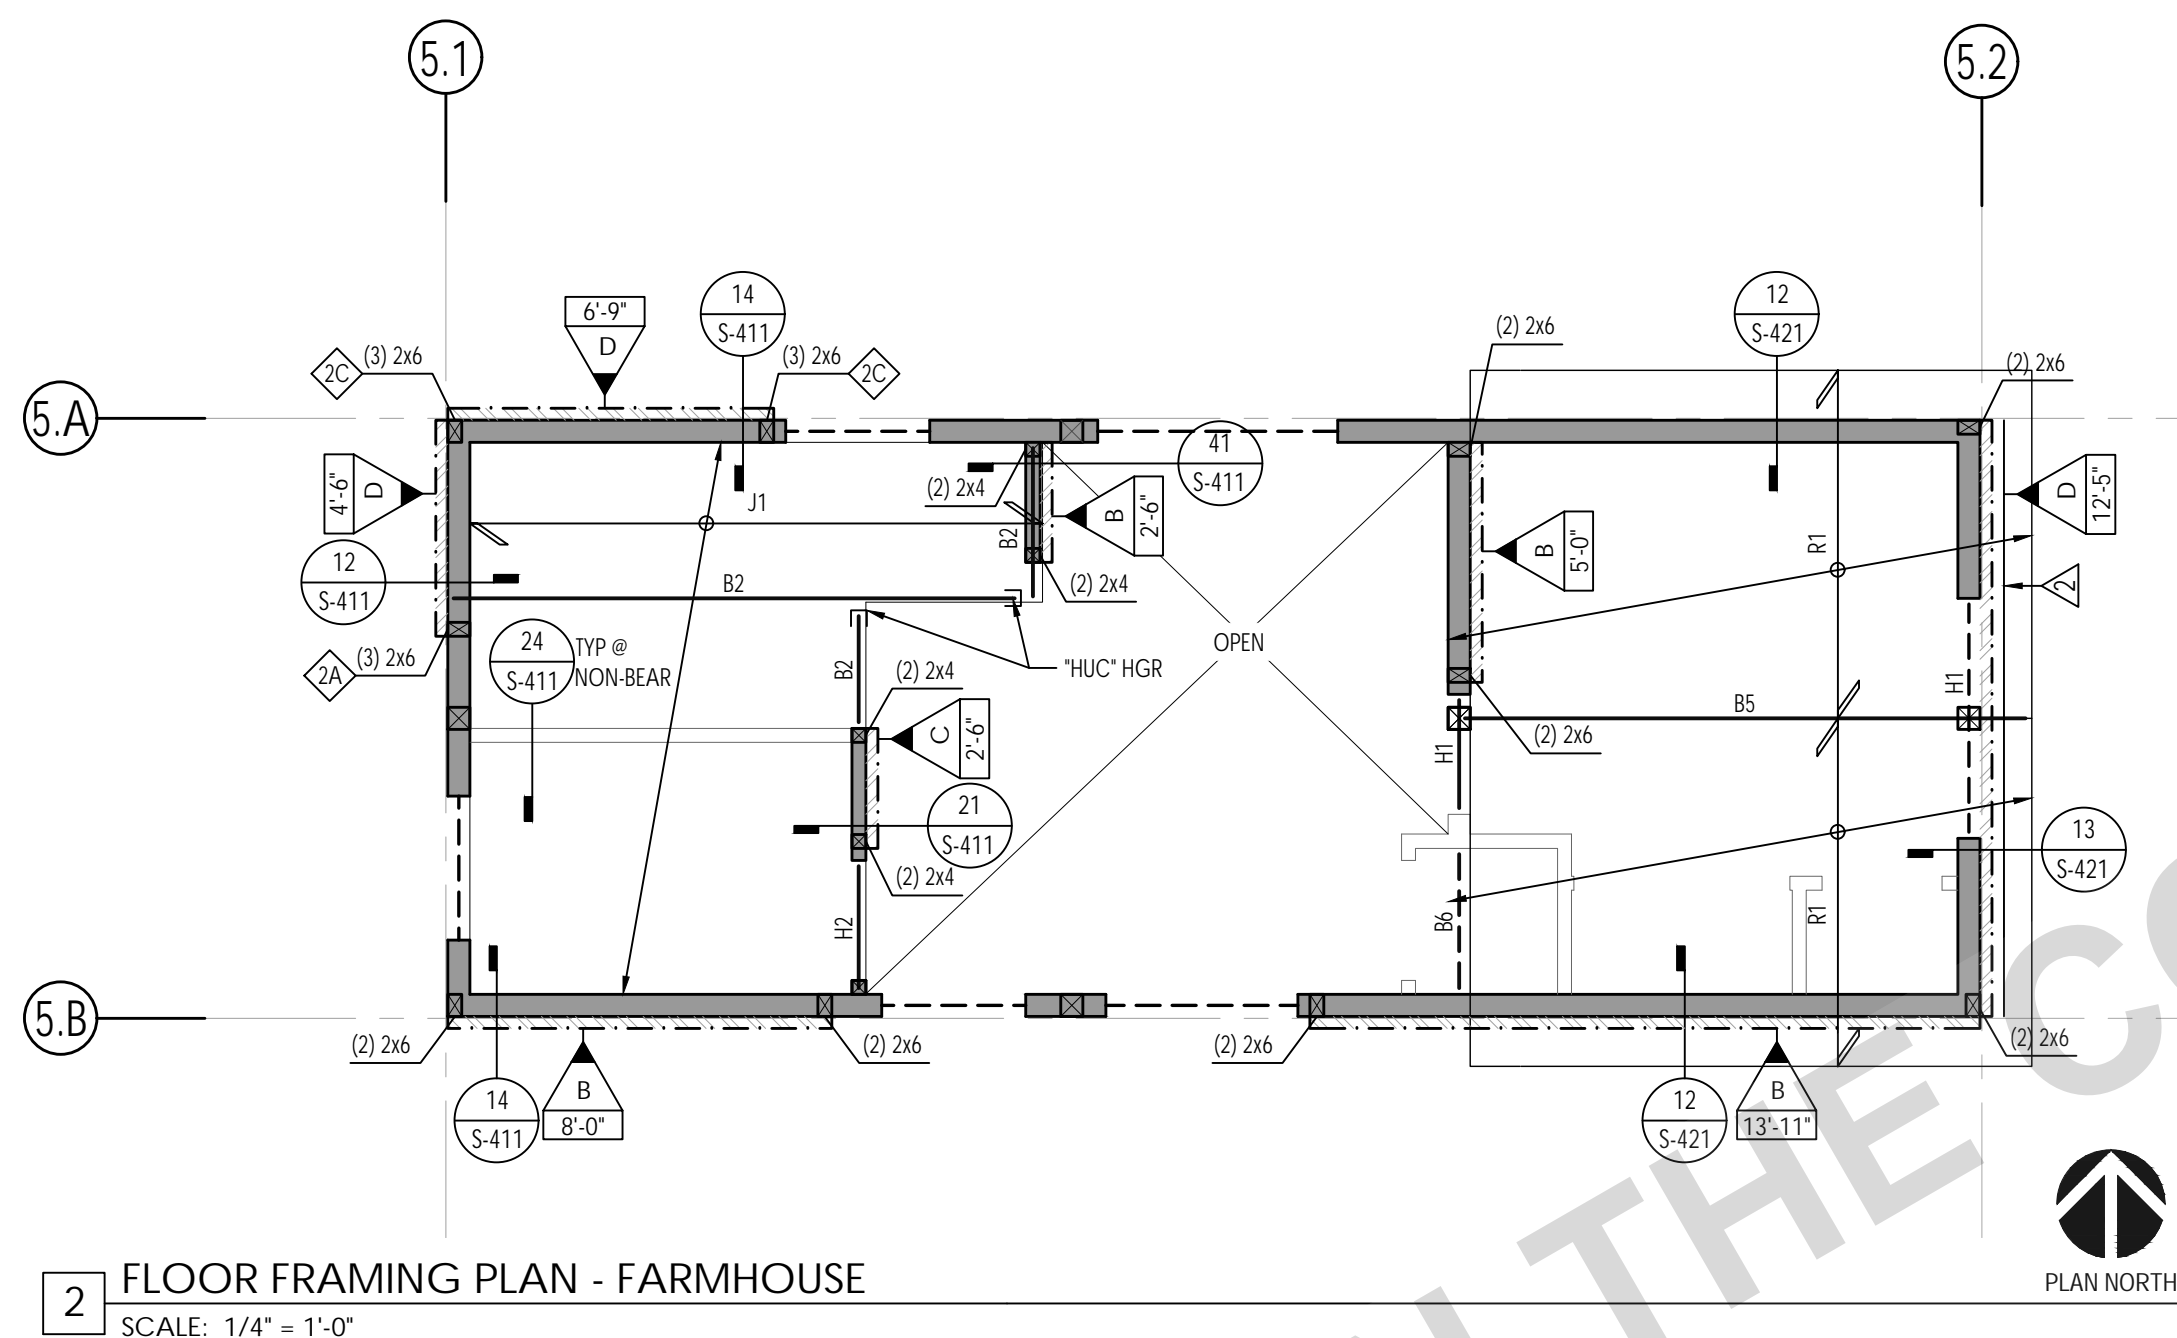 5.1
5.2
6'-9"
D
14
S-411
12
S-421
(2) 2x6
2C
(3) 2x6
(3) 2x6
2C
(2) 2x6
5.A
4'-6"
D
41
S-411
(2) 2x4
J1
B
2'-6"
B2
B
5'-0"
R1
D
12'-5"
12
S-411
B2
(2) 2x4
2
24
S-411
TYP @
NON-BEAR
OPEN
2A
(3) 2x6
B2
"HUC" HGR
(2) 2x4
C
2'-6"
H1
B5
H1
(2) 2x6
21
S-411
13
S-421
(2) 2x4
H2
B6
R1
5.B
(2) 2x6
(2) 2x6
(2) 2x6
(2) 2x6
14
S-411
B
8'-0"
12
S-421
B
13'-11"
N THE CO
PLAN NORTH
2
FLOOR FRAMING PLAN - FARMHOUSE
SCALE: 1/4" = 1'-0"